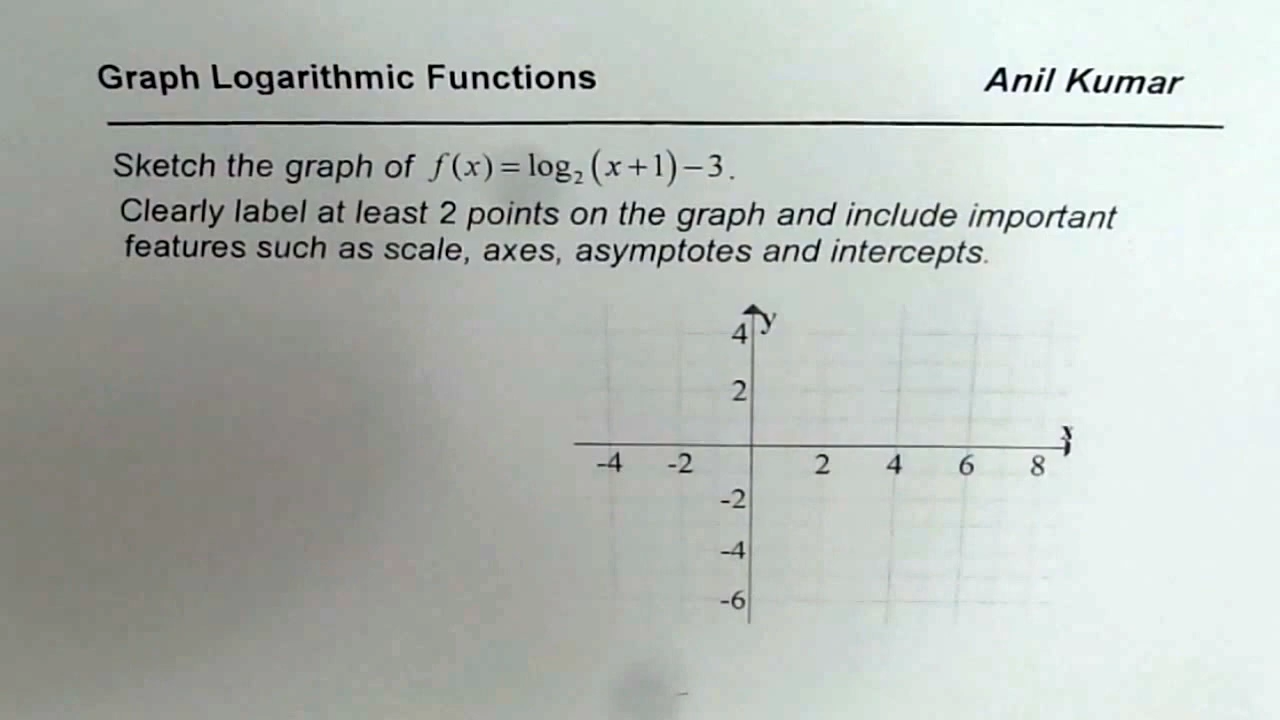 Graph Logarithmic Functions Anil Kumar
Sketch the graph of f(x) = log₂(x+1) − 3.
Clearly label at least 2 points on the graph and include important
features such as scale, axes, asymptotes and intercepts.
y
4
2
x
-4 -2 2 4 6 8
-2
-4
-6